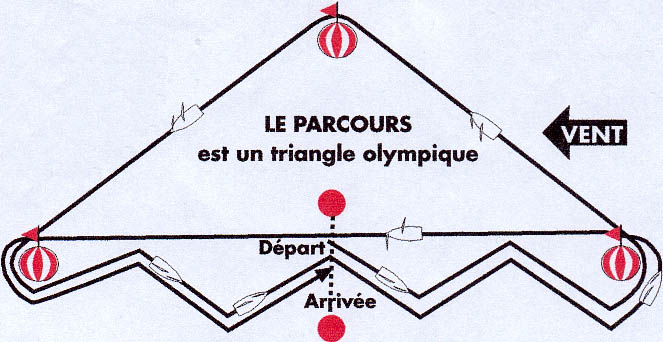 LE PARCOURS
est un triangle olympique
VENT
Départ
Arrivée